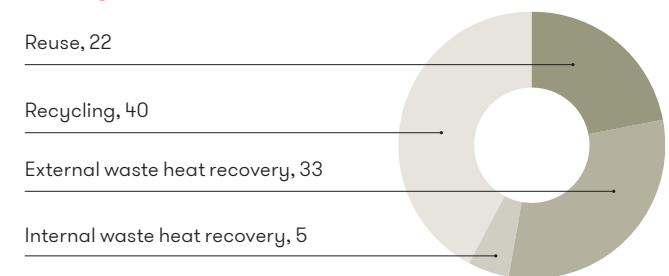 Reuse, 22
Recycling, 40
External waste heat recovery, 33
Internal waste heat recovery, 5